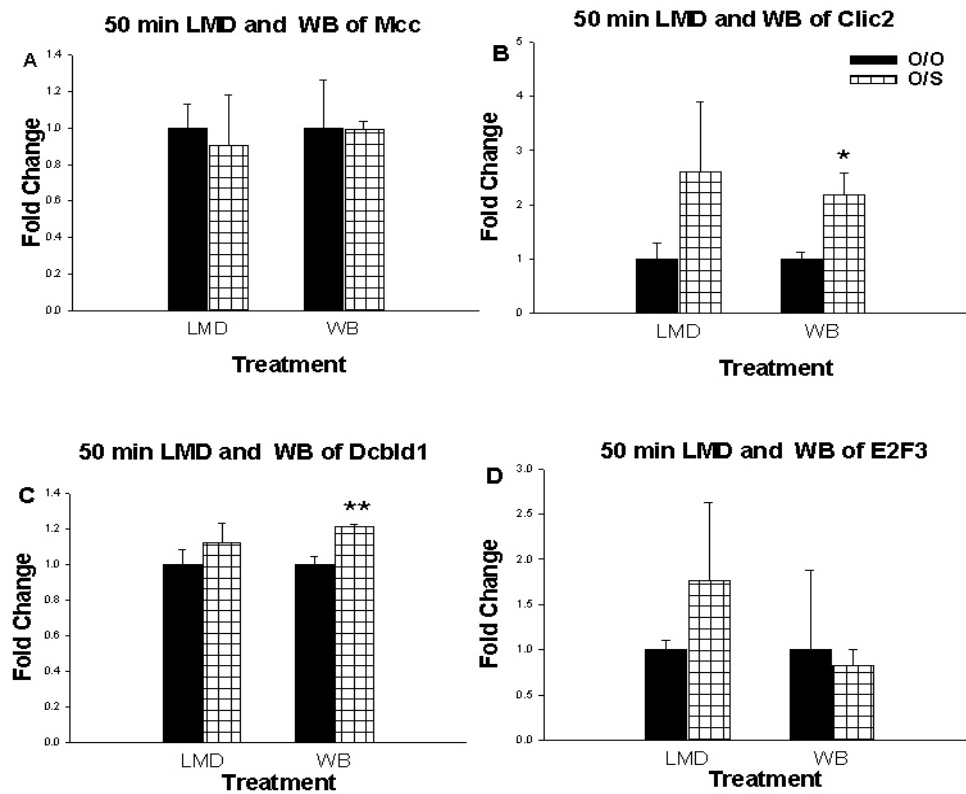 50 min LMD and WB of Mcc
A
Fold Change
1.4
1.2
1.0
0.8
0.6
0.4
0.2
0.0
LMD WB
Treatment
50 min LMD and WB of Clic2
B
O/O
O/S
Fold Change
5
4
3
2
1
0
*
LMD WB
Treatment
50 min LMD and WB of Dcbld1
C
Fold Change
1.4
1.2
1.0
0.8
0.6
0.4
0.2
0.0
**
LMD WB
Treatment
50 min LMD and WB of E2F3
D
Fold Change
3.0
2.5
2.0
1.5
1.0
0.5
0.0
LMD WB
Treatment